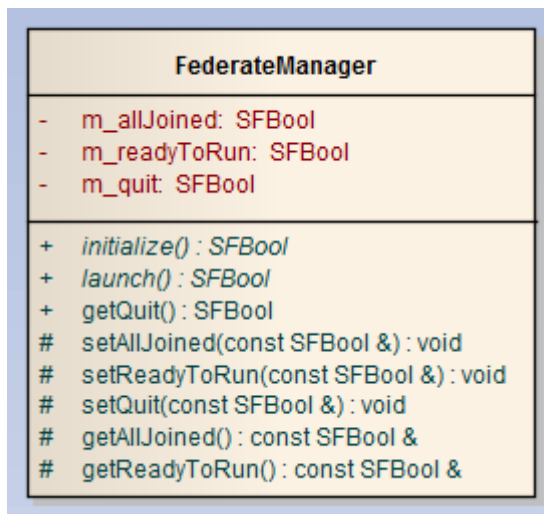 FederateManager
- m_allJoined: SFBool
- m_readyToRun: SFBool
- m_quit: SFBool
+ initialize() : SFBool
+ launch() : SFBool
+ getQuit() : SFBool
# setAllJoined(const SFBool &) : void
# setReadyToRun(const SFBool &) : void
# setQuit(const SFBool &) : void
# getAllJoined() : const SFBool &
# getReadyToRun() : const SFBool &